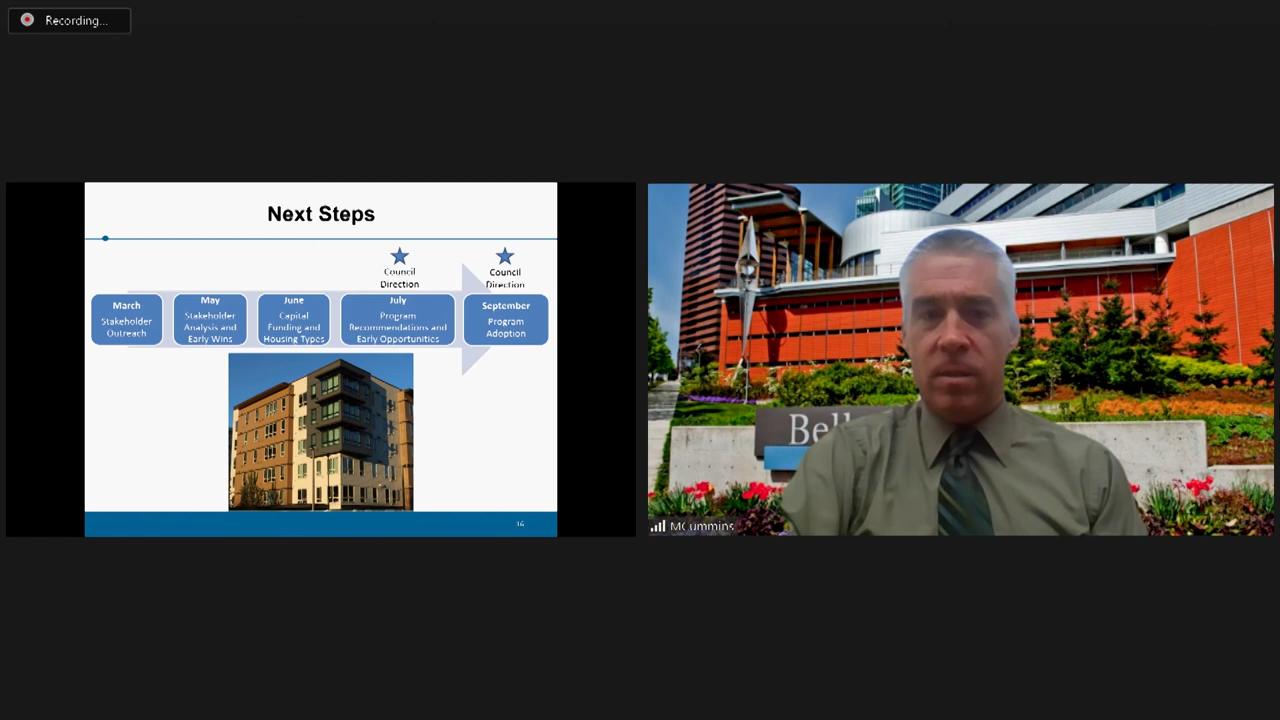 Recording...
Next Steps
Council
Direction
Council
Direction
March
Stakeholder
Outreach
May
Stakeholder
Analysis and
Early Wins
June
Capital
Funding and
Housing Types
July
Program
Recommendations and
Early Opportunities
September
Program
Adoption
16
Bell
MCummins